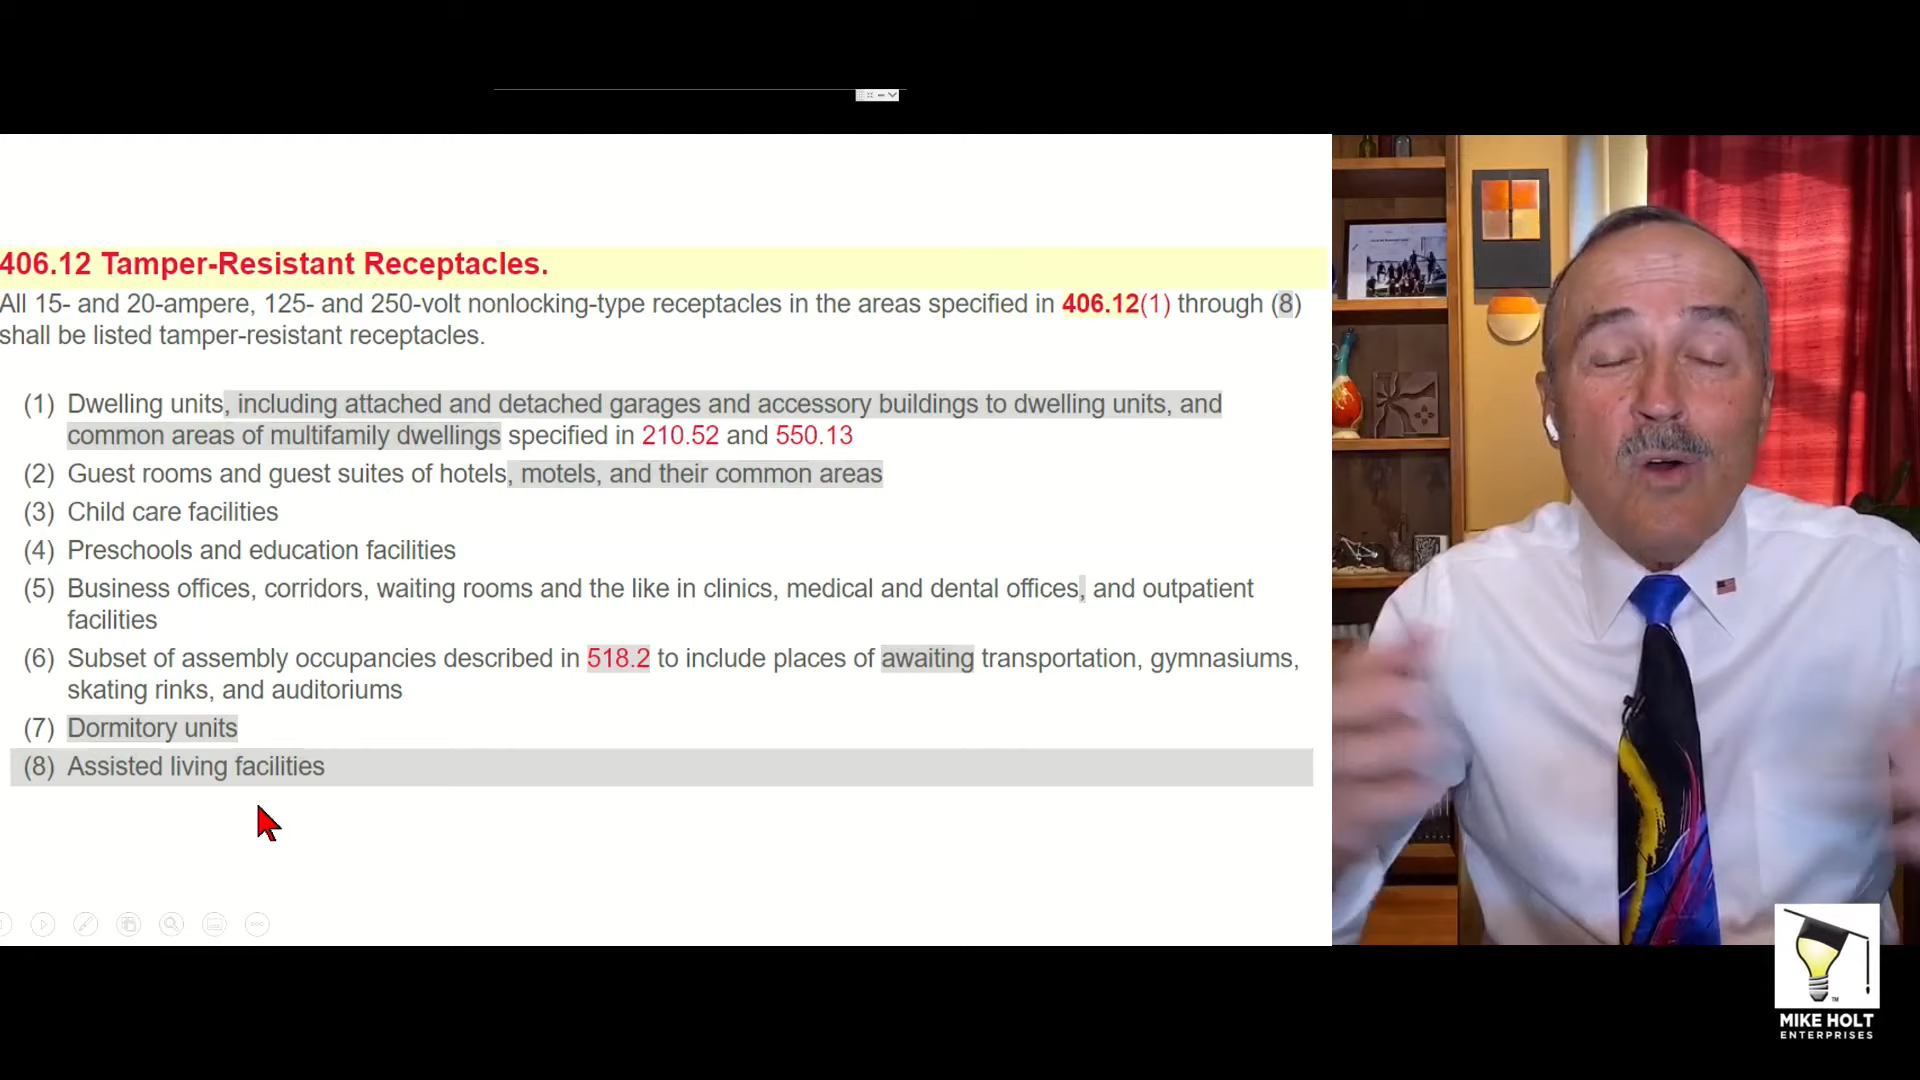 406.12 Tamper-Resistant Receptacles.
All 15- and 20-ampere, 125- and 250-volt nonlocking-type receptacles in the areas specified in 406.12(1) through (8)
shall be listed tamper-resistant receptacles.
(1) Dwelling units, including attached and detached garages and accessory buildings to dwelling units, and
common areas of multifamily dwellings specified in 210.52 and 550.13
(2) Guest rooms and guest suites of hotels, motels, and their common areas
(3) Child care facilities
(4) Preschools and education facilities
(5) Business offices, corridors, waiting rooms and the like in clinics, medical and dental offices, and outpatient
facilities
(6) Subset of assembly occupancies described in 518.2 to include places of awaiting transportation, gymnasiums,
skating rinks, and auditoriums
(7) Dormitory units
(8) Assisted living facilities
TM
MIKE HOLT
ENTERPRISES